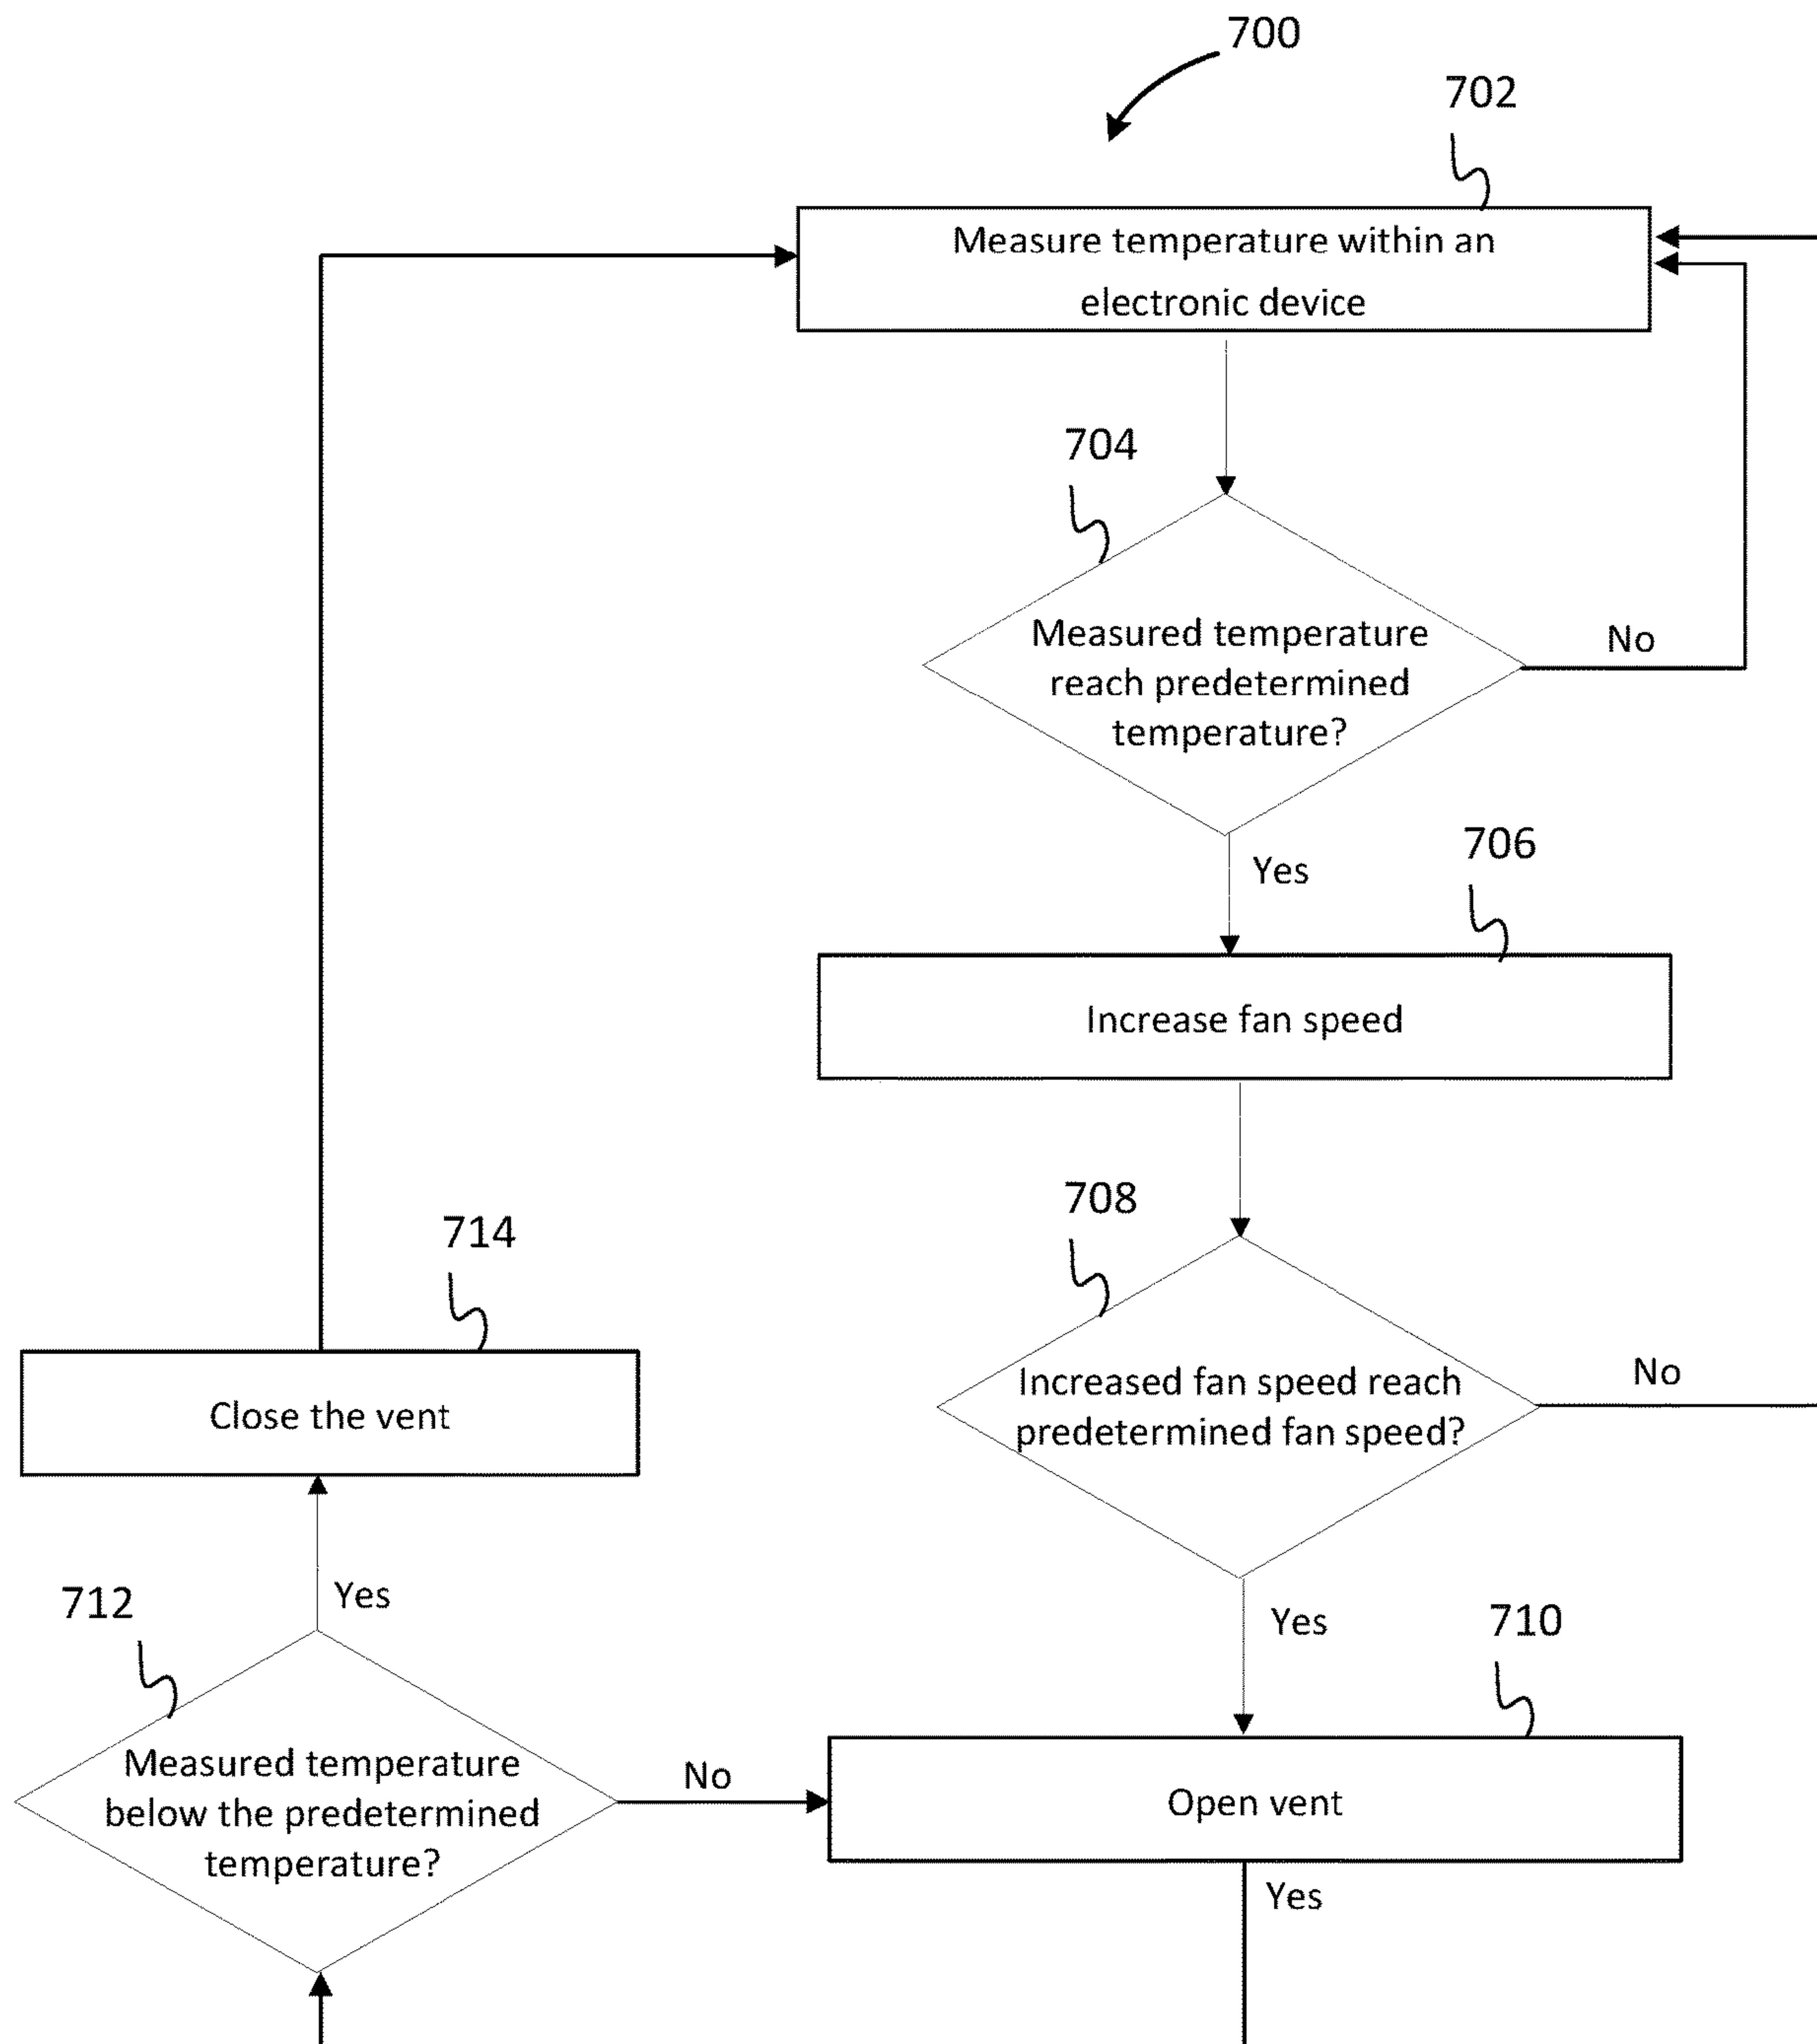 700
702
Measure temperature within an
electronic device
704
Measured temperature
reach predetermined
temperature?
No
Yes
706
Increase fan speed
708
Increased fan speed reach
predetermined fan speed?
No
Yes
710
Open vent
Yes
712
Measured temperature
below the predetermined
temperature?
No
Yes
714
Close the vent